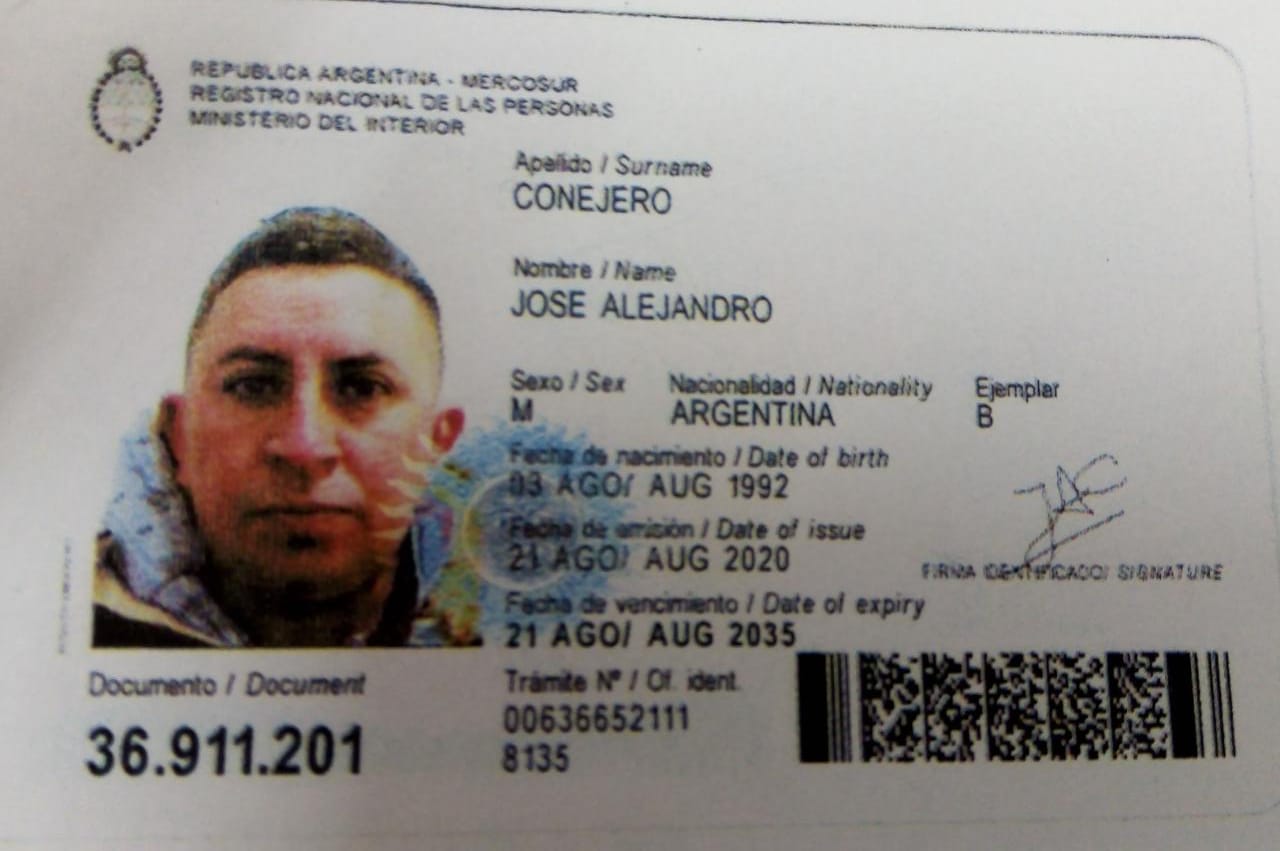 REPUBLICA ARGENTINA - MERCOSUR
REGISTRO NACIONAL DE LAS PERSONAS
MINISTERIO DEL INTERIOR
Apellido / Surname
CONEJERO
Nombre / Name
JOSE ALEJANDRO
Sexo / Sex Nacionalidad / Nationality Ejemplar
M ARGENTINA B
Fecha de nacimiento / Date of birth
03 AGO/ AUG 1992
Fecha de emisión / Date of issue
21 AGO/ AUG 2020
FIRMA IDENTIFICADO/ SIGNATURE
Fecha de vencimiento / Date of expiry
21 AGO/ AUG 2035
Documento / Document Trámite Nº / Of. ident.
36.911.201 00636652111
8135